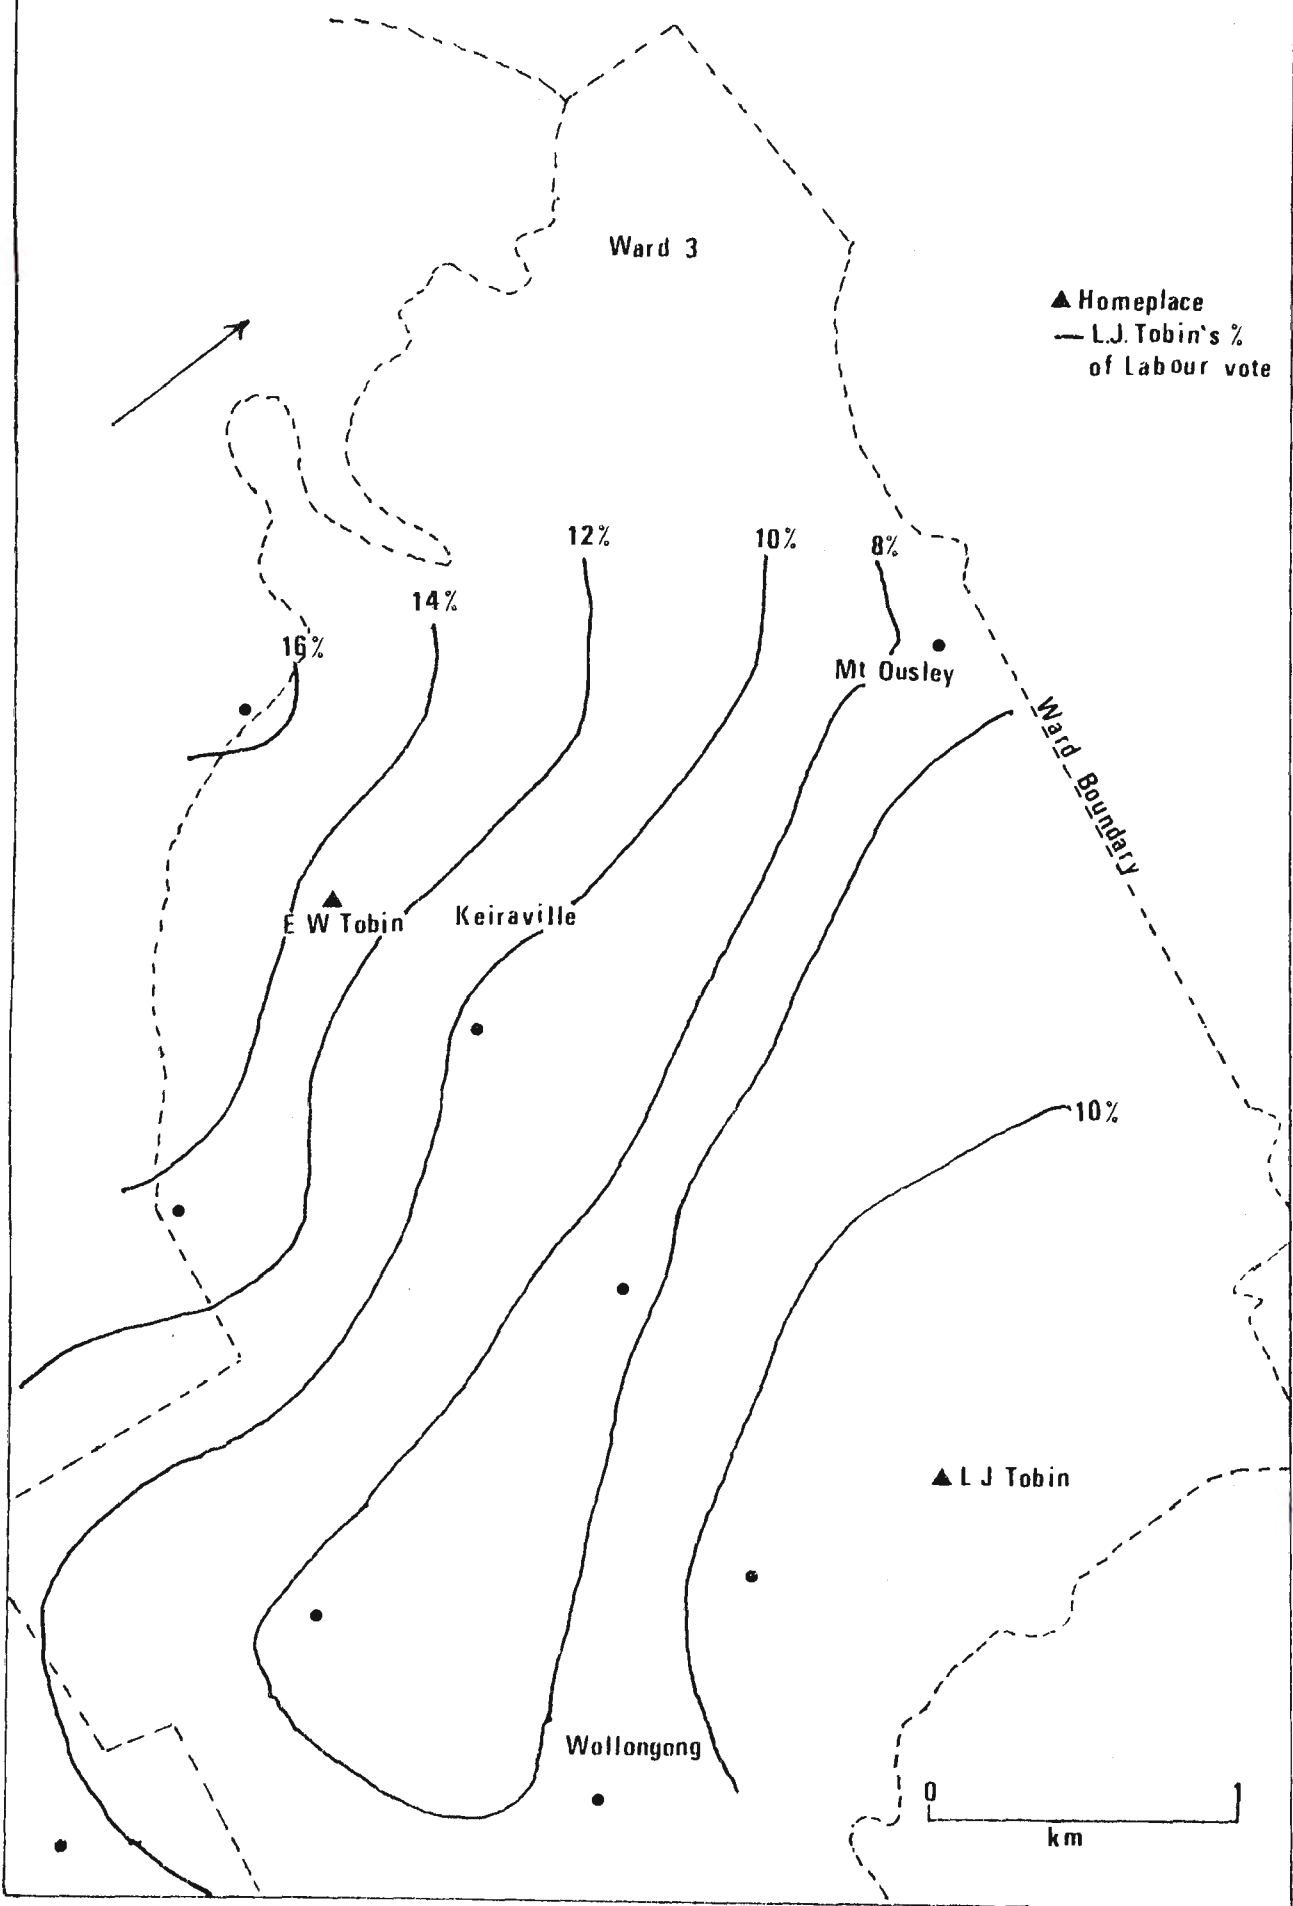 Ward 3
▲ Homeplace
— L.J. Tobin's %
of Labour vote
12%
10%
8%
14%
16%
Mt Ousley
Ward Boundary
E W Tobin
Keiraville
10%
▲ L J Tobin
Wollongong
0 1
km